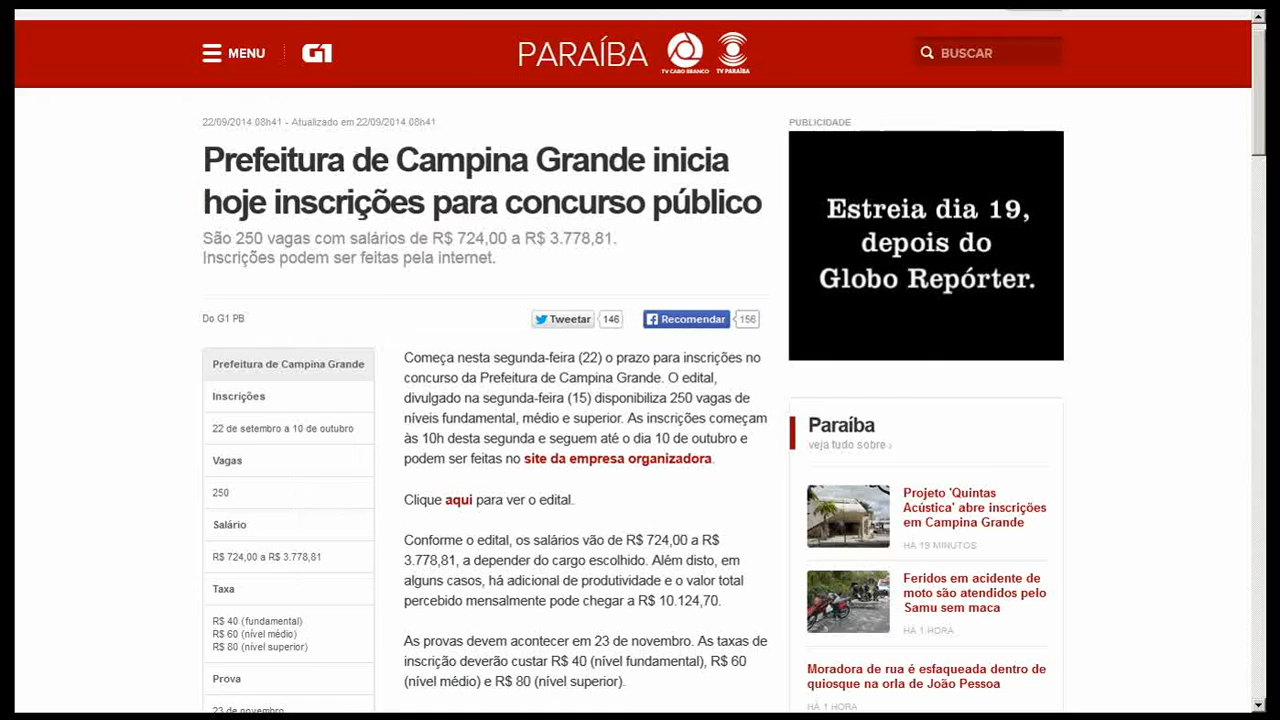 MENU
G1
PARAÍBA
TV CABO BRANCO
TV PARAÍBA
BUSCAR
22/09/2014 08h41 - Atualizado em 22/09/2014 08h41
Prefeitura de Campina Grande inicia
hoje inscrições para concurso público
São 250 vagas com salários de R$ 724,00 a R$ 3.778,81.
Inscrições podem ser feitas pela internet.
Do G1 PB
Tweetar
146
Recomendar
156
Prefeitura de Campina Grande
Inscrições
22 de setembro a 10 de outubro
Vagas
250
Salário
R$ 724,00 a R$ 3.778,81
Taxa
R$ 40 (fundamental)
R$ 60 (nível médio)
R$ 80 (nível superior)
Prova
23 de novembro
Começa nesta segunda-feira (22) o prazo para inscrições no
concurso da Prefeitura de Campina Grande. O edital,
divulgado na segunda-feira (15) disponibiliza 250 vagas de
níveis fundamental, médio e superior. As inscrições começam
às 10h desta segunda e seguem até o dia 10 de outubro e
podem ser feitas no site da empresa organizadora.
Clique aqui para ver o edital.
Conforme o edital, os salários vão de R$ 724,00 a R$
3.778,81, a depender do cargo escolhido. Além disto, em
alguns casos, há adicional de produtividade e o valor total
percebido mensalmente pode chegar a R$ 10.124,70.
As provas devem acontecer em 23 de novembro. As taxas de
inscrição deverão custar R$ 40 (nível fundamental), R$ 60
(nível médio) e R$ 80 (nível superior).
PUBLICIDADE
Estreia dia 19,
depois do
Globo Repórter.
Paraíba
veja tudo sobre ›
Projeto 'Quintas
Acústica' abre inscrições
em Campina Grande
HÁ 19 MINUTOS
Feridos em acidente de
moto são atendidos pelo
Samu sem maca
HÁ 1 HORA
Moradora de rua é esfaqueada dentro de
quiosque na orla de João Pessoa
HÁ 1 HORA